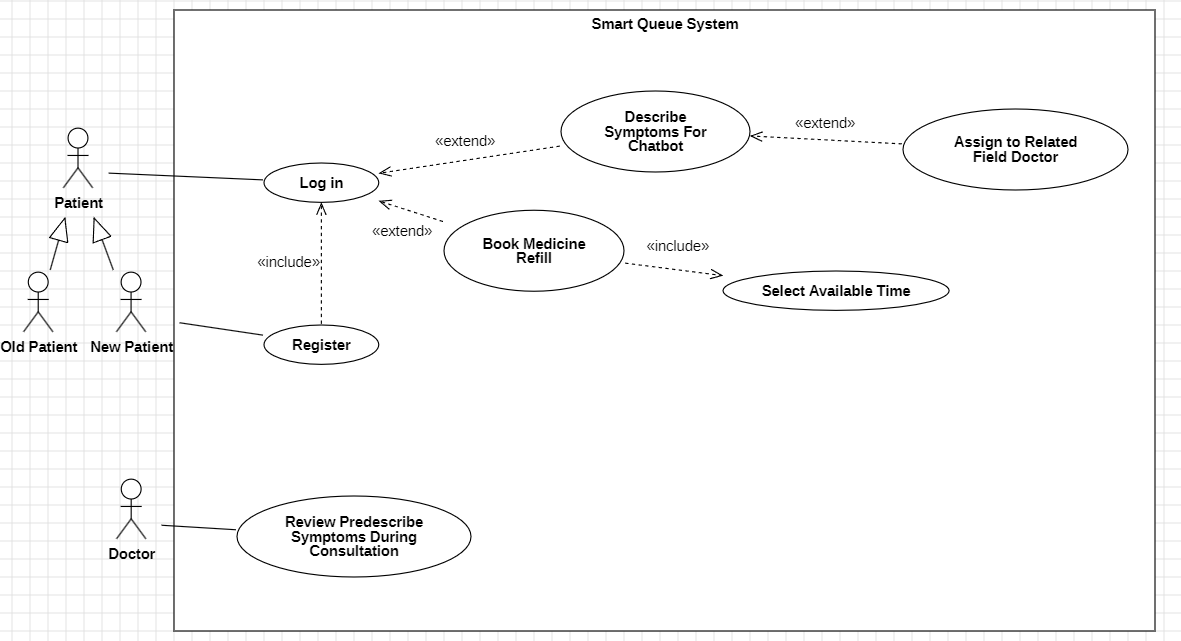 Smart Queue System
Describe
Symptoms For
Chatbot
«extend»
«extend»
Assign to Related
Field Doctor
Log in
Patient
«extend»
Book Medicine
Refill
«include»
«include»
Select Available Time
Register
Old Patient
New Patient
Review Predescribe
Symptoms During
Consultation
Doctor